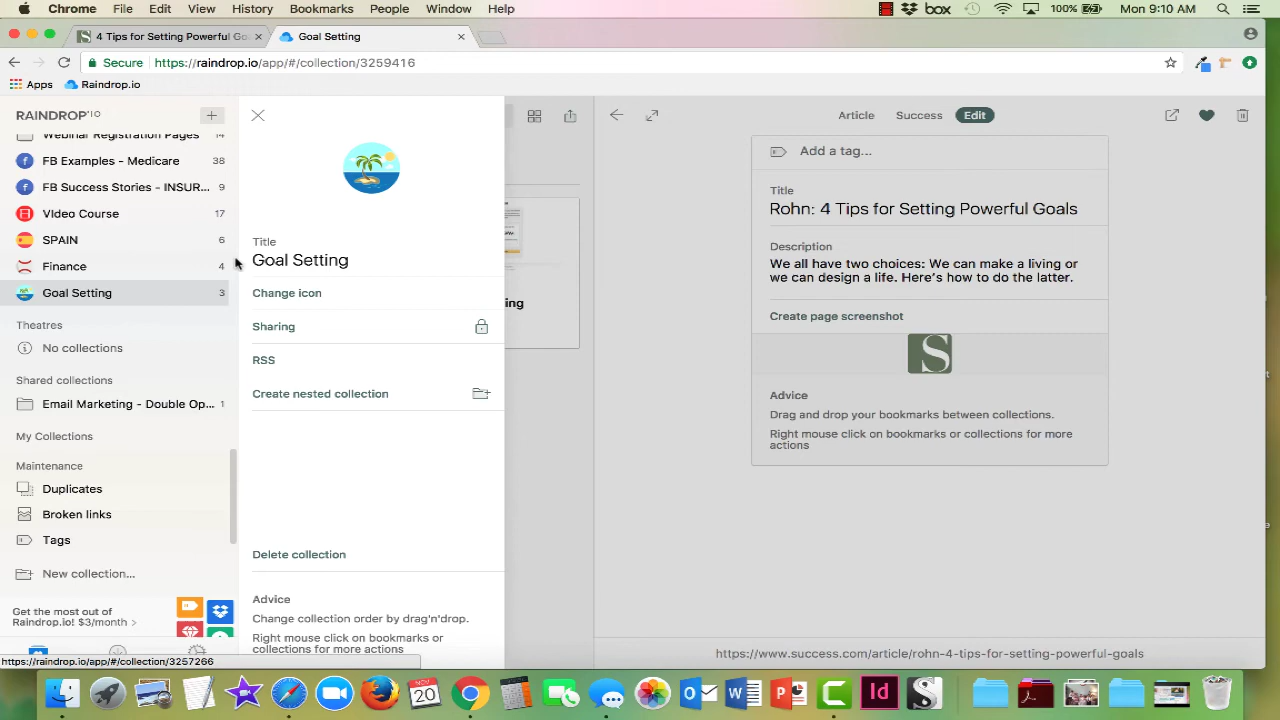 Chrome File Edit View History Bookmarks People Window Help
box 100% Mon 9:10 AM
4 Tips for Setting Powerful Go
Goal Setting
Secure https://raindrop.io/app/#/collection/3259416
Apps Raindrop.io
RAINDROP.IO
Webinar Registration Pages 14
FB Examples - Medicare 38
FB Success Stories - INSUR... 9
VIdeo Course 17
SPAIN 6
Finance 4
Goal Setting 3
Theatres
No collections
Shared collections
Email Marketing - Double Op... 1
My Collections
Maintenance
Duplicates
Broken links
Tags
New collection...
Get the most out of
Raindrop.io! $3/month >
https://raindrop.io/app/#/collection/3257266
Title
Goal Setting
Change icon
Sharing
RSS
Create nested collection
Delete collection
Advice
Change collection order by drag'n'drop.
Right mouse click on bookmarks or
collections for more actions
ing
Article Success Edit
Add a tag...
Title
Rohn: 4 Tips for Setting Powerful Goals
Description
We all have two choices: We can make a living or
we can design a life. Here's how to do the latter.
Create page screenshot
S
Advice
Drag and drop your bookmarks between collections.
Right mouse click on bookmarks or collections for more
actions
https://www.success.com/article/rohn-4-tips-for-setting-powerful-goals
NOV
20
Id